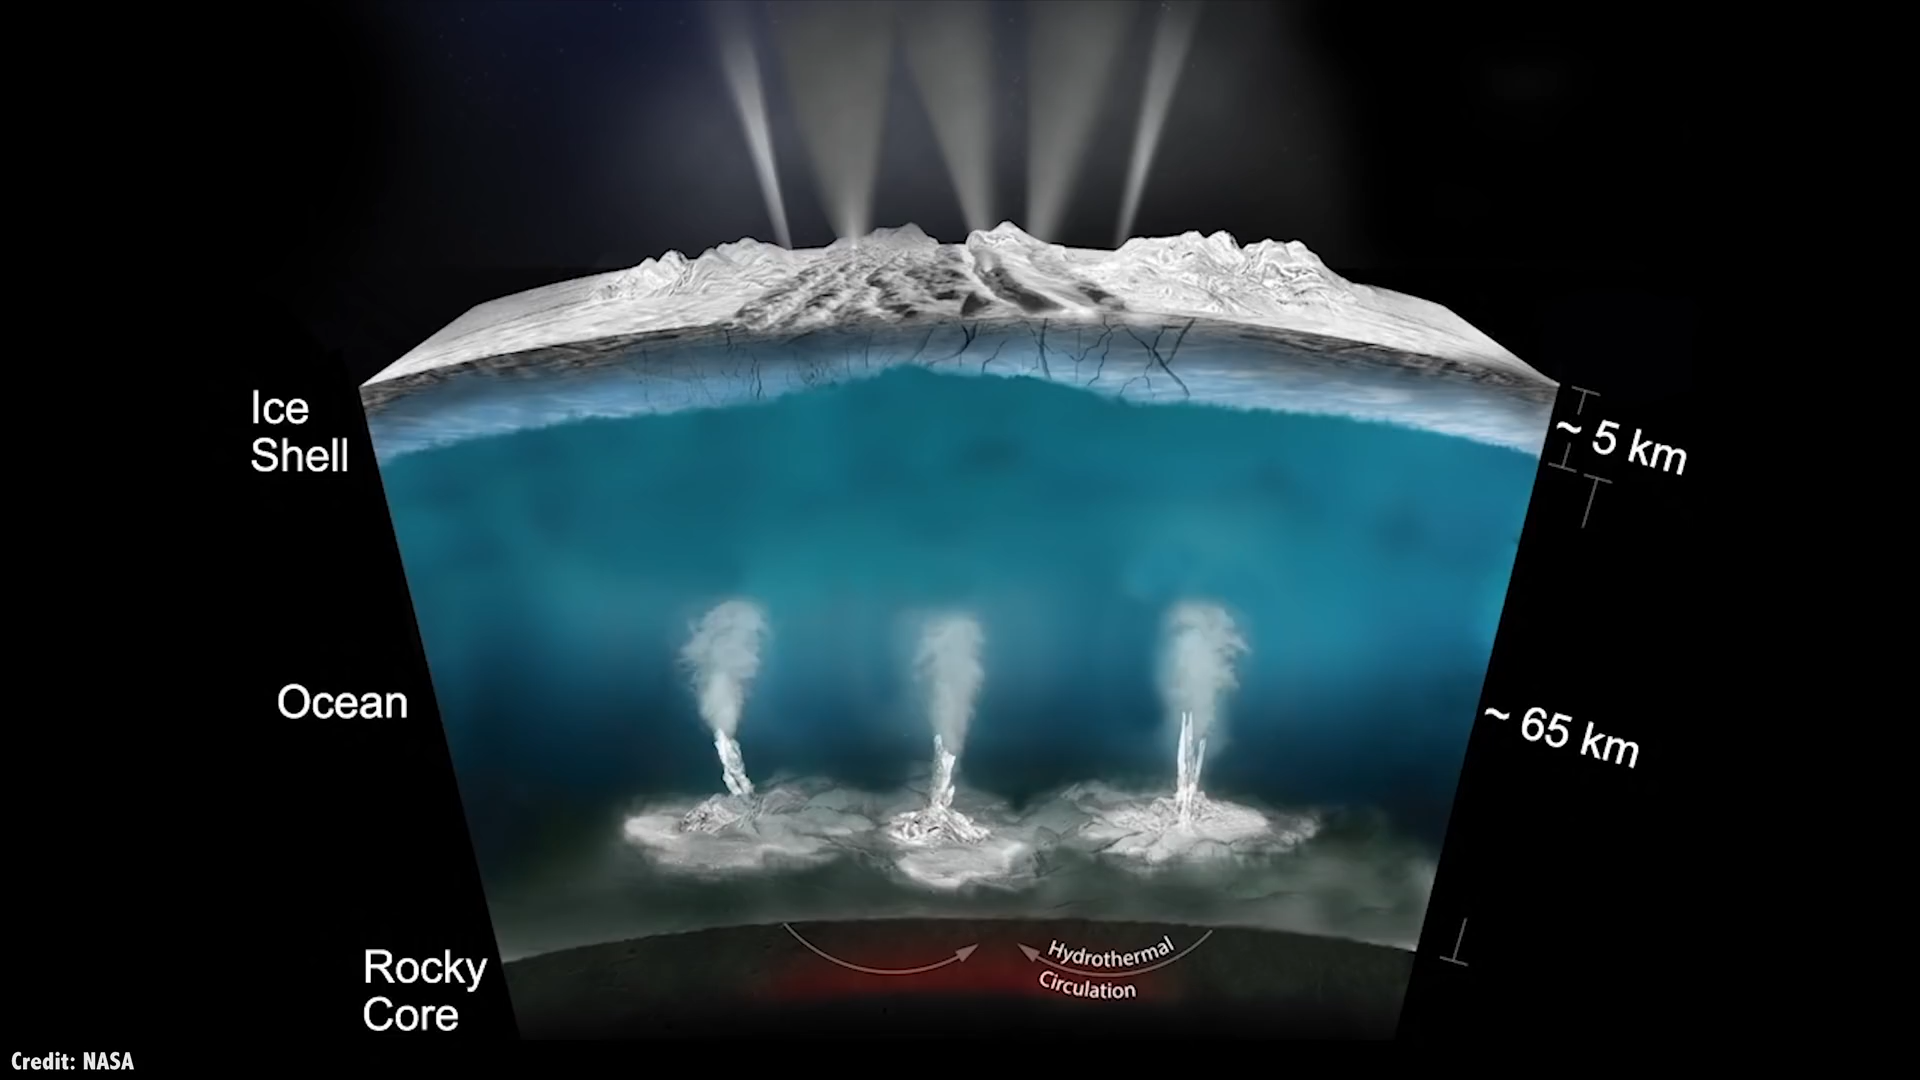 Ice
Shell
~ 5 km
Ocean
~ 65 km
Rocky
Core
Hydrothermal
Circulation
Credit: NASA